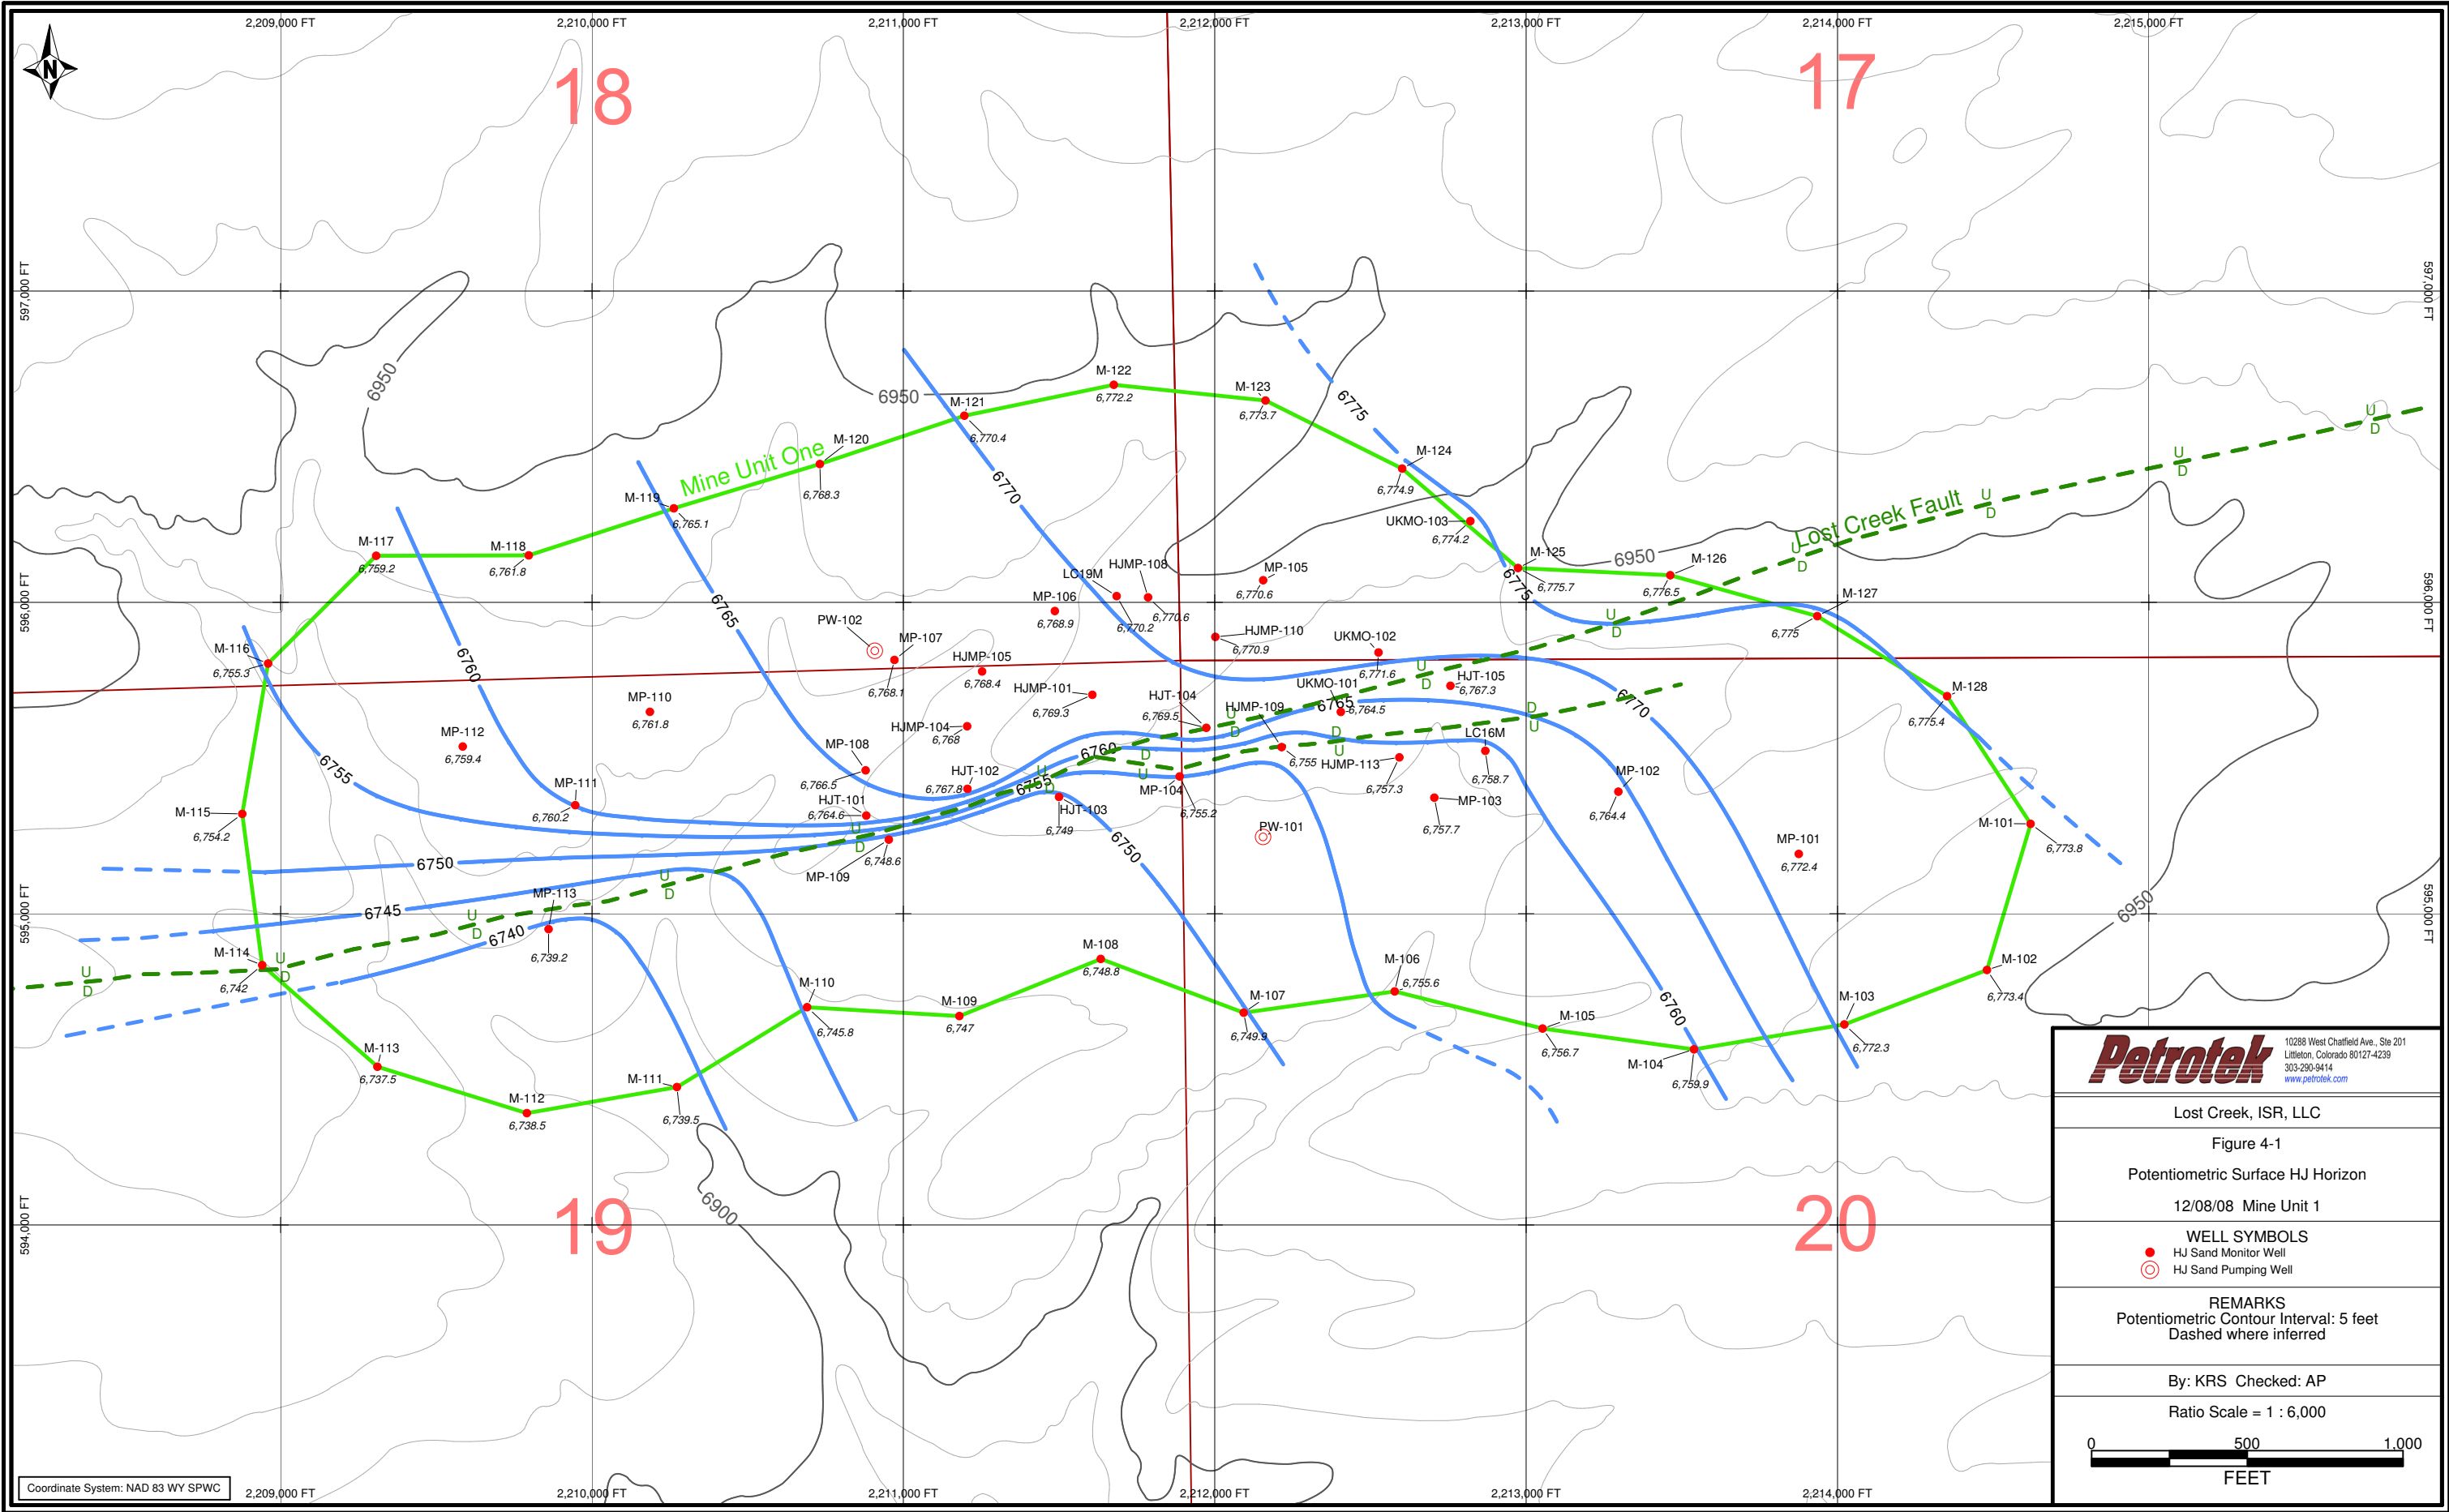 2,209,000 FT
2,210,000 FT
2,211,000 FT
2,212,000 FT
2,213,000 FT
2,214,000 FT
2,215,000 FT
N
18
17
597,000 FT
597,000 FT
6950
6950
6775
M-122
6,772.2
M-123
6,773.7
M-121
6,770.4
M-120
6,768.3
Mine Unit One
M-124
6,774.9
U
D
U
D
6770
M-119
6,765.1
UKMO-103
6,774.2
Lost Creek Fault
U
D
M-117
6,759.2
M-118
6,761.8
M-125
6,775.7
6950
M-126
6,776.5
U
D
6775
LC19M
6,770.2
HJMP-108
6,770.6
MP-105
6,770.6
596,000 FT
596,000 FT
6765
MP-106
6,768.9
M-127
6,775
U
D
PW-102
MP-107
6,768.1
HJMP-110
6,770.9
UKMO-102
6,771.6
M-116
6,755.3
6760
HJMP-105
6,768.4
U
D
HJT-105
6,767.3
MP-110
6,761.8
HJMP-101
6,769.3
HJT-104
6,769.5
UKMO-101
6,764.5
6765
6770
M-128
6,775.4
HJMP-109
6,755
U
D
D
U
MP-112
6,759.4
HJMP-104
6,768
D
U
LC16M
6,758.7
MP-108
6,766.5
6760
D
U
HJMP-113
6,757.3
6755
HJT-102
6,767.8
U
D
6755
MP-104
6,755.2
MP-102
6,764.4
MP-111
6,760.2
HJT-101
6,764.6
HJT-103
6,749
MP-103
6,757.7
M-115
6,754.2
U
D
MP-109
6,748.6
6750
PW-101
M-101
6,773.8
MP-101
6,772.4
6750
U
D
MP-113
6,739.2
6745
595,000 FT
595,000 FT
6950
U
D
6740
M-114
6,742
U
D
U
D
M-108
6,748.8
M-106
6,755.6
M-102
6,773.4
M-110
6,745.8
M-109
6,747
M-107
6,749.9
6760
M-105
6,756.7
M-103
6,772.3
M-113
6,737.5
M-104
6,759.9
M-111
6,739.5
M-112
6,738.5
6900
19
20
594,000 FT
Petrotek
10288 West Chatfield Ave., Ste 201
Littleton, Colorado 80127-4239
303-290-9414
www.petrotek.com
Lost Creek, ISR, LLC
Figure 4-1
Potentiometric Surface HJ Horizon
12/08/08 Mine Unit 1
WELL SYMBOLS
HJ Sand Monitor Well
HJ Sand Pumping Well
REMARKS
Potentiometric Contour Interval: 5 feet
Dashed where inferred
By: KRS Checked: AP
Ratio Scale = 1 : 6,000
0 500 1,000
FEET
Coordinate System: NAD 83 WY SPWC
2,209,000 FT
2,210,000 FT
2,211,000 FT
2,212,000 FT
2,213,000 FT
2,214,000 FT